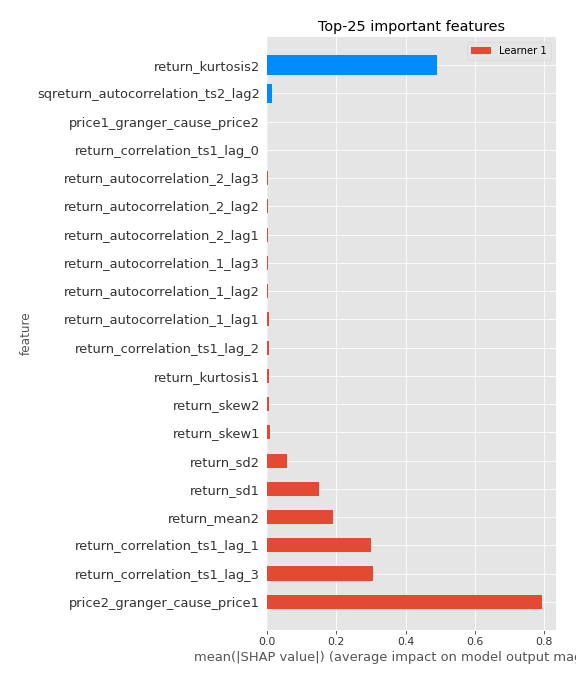 Top-25 important features
Learner 1
return_kurtosis2
sqreturn_autocorrelation_ts2_lag2
price1_granger_cause_price2
return_correlation_ts1_lag_0
return_autocorrelation_2_lag3
return_autocorrelation_2_lag2
return_autocorrelation_2_lag1
return_autocorrelation_1_lag3
return_autocorrelation_1_lag2
return_autocorrelation_1_lag1
return_correlation_ts1_lag_2
return_kurtosis1
return_skew2
return_skew1
return_sd2
return_sd1
return_mean2
return_correlation_ts1_lag_1
return_correlation_ts1_lag_3
price2_granger_cause_price1
feature
0.0 0.2 0.4 0.6 0.8
mean(|SHAP value|) (average impact on model output mag